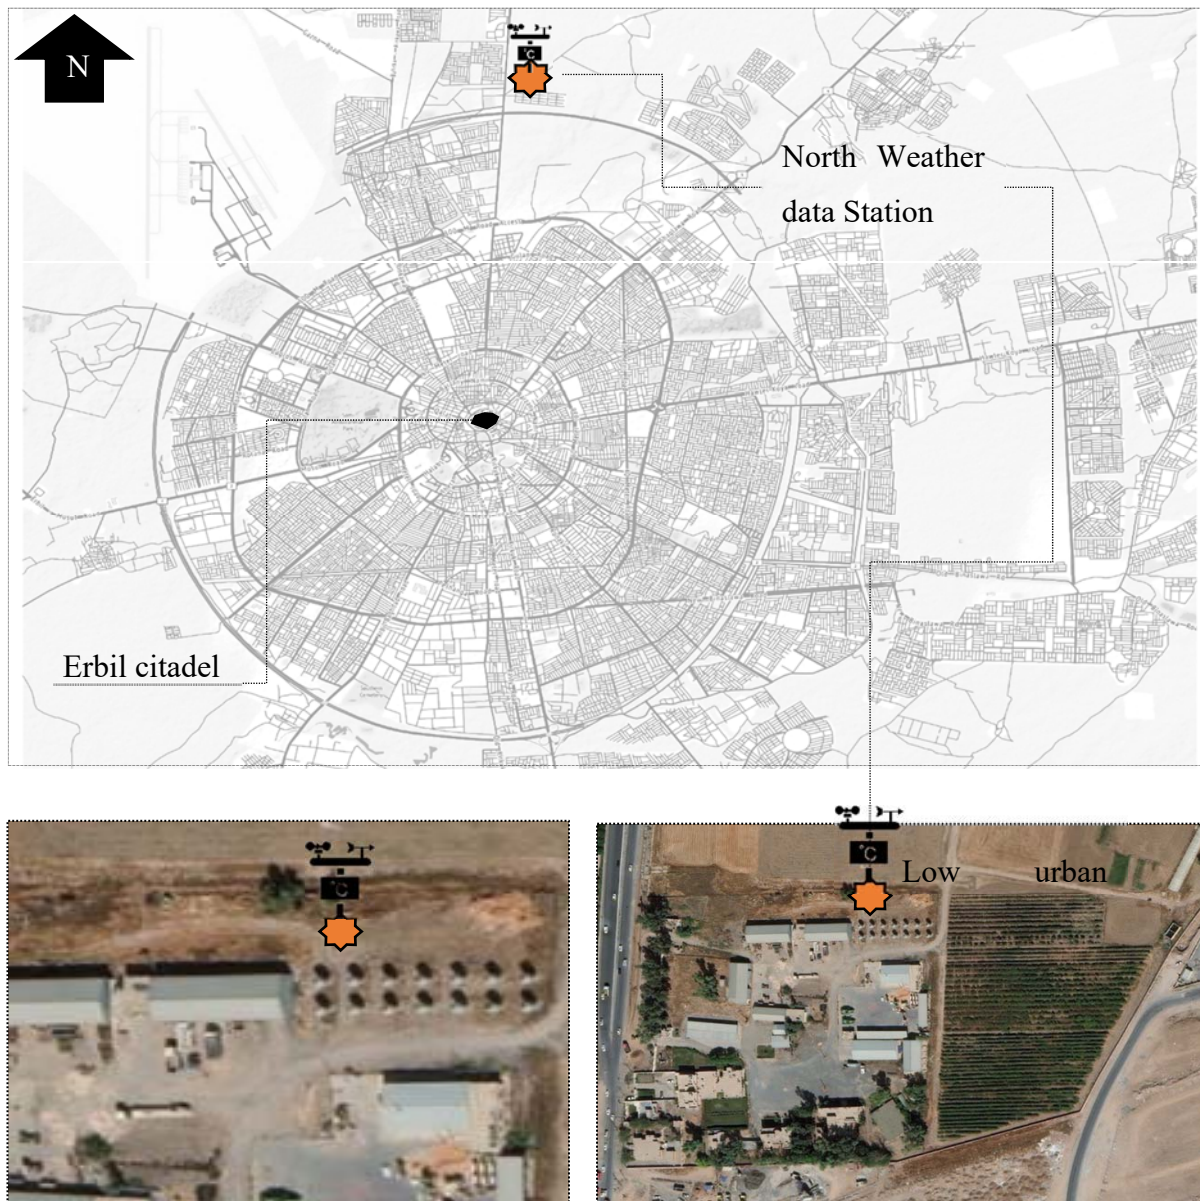 N
°C
North Weather
data Station
Erbil citadel
°C
°C
Low urban